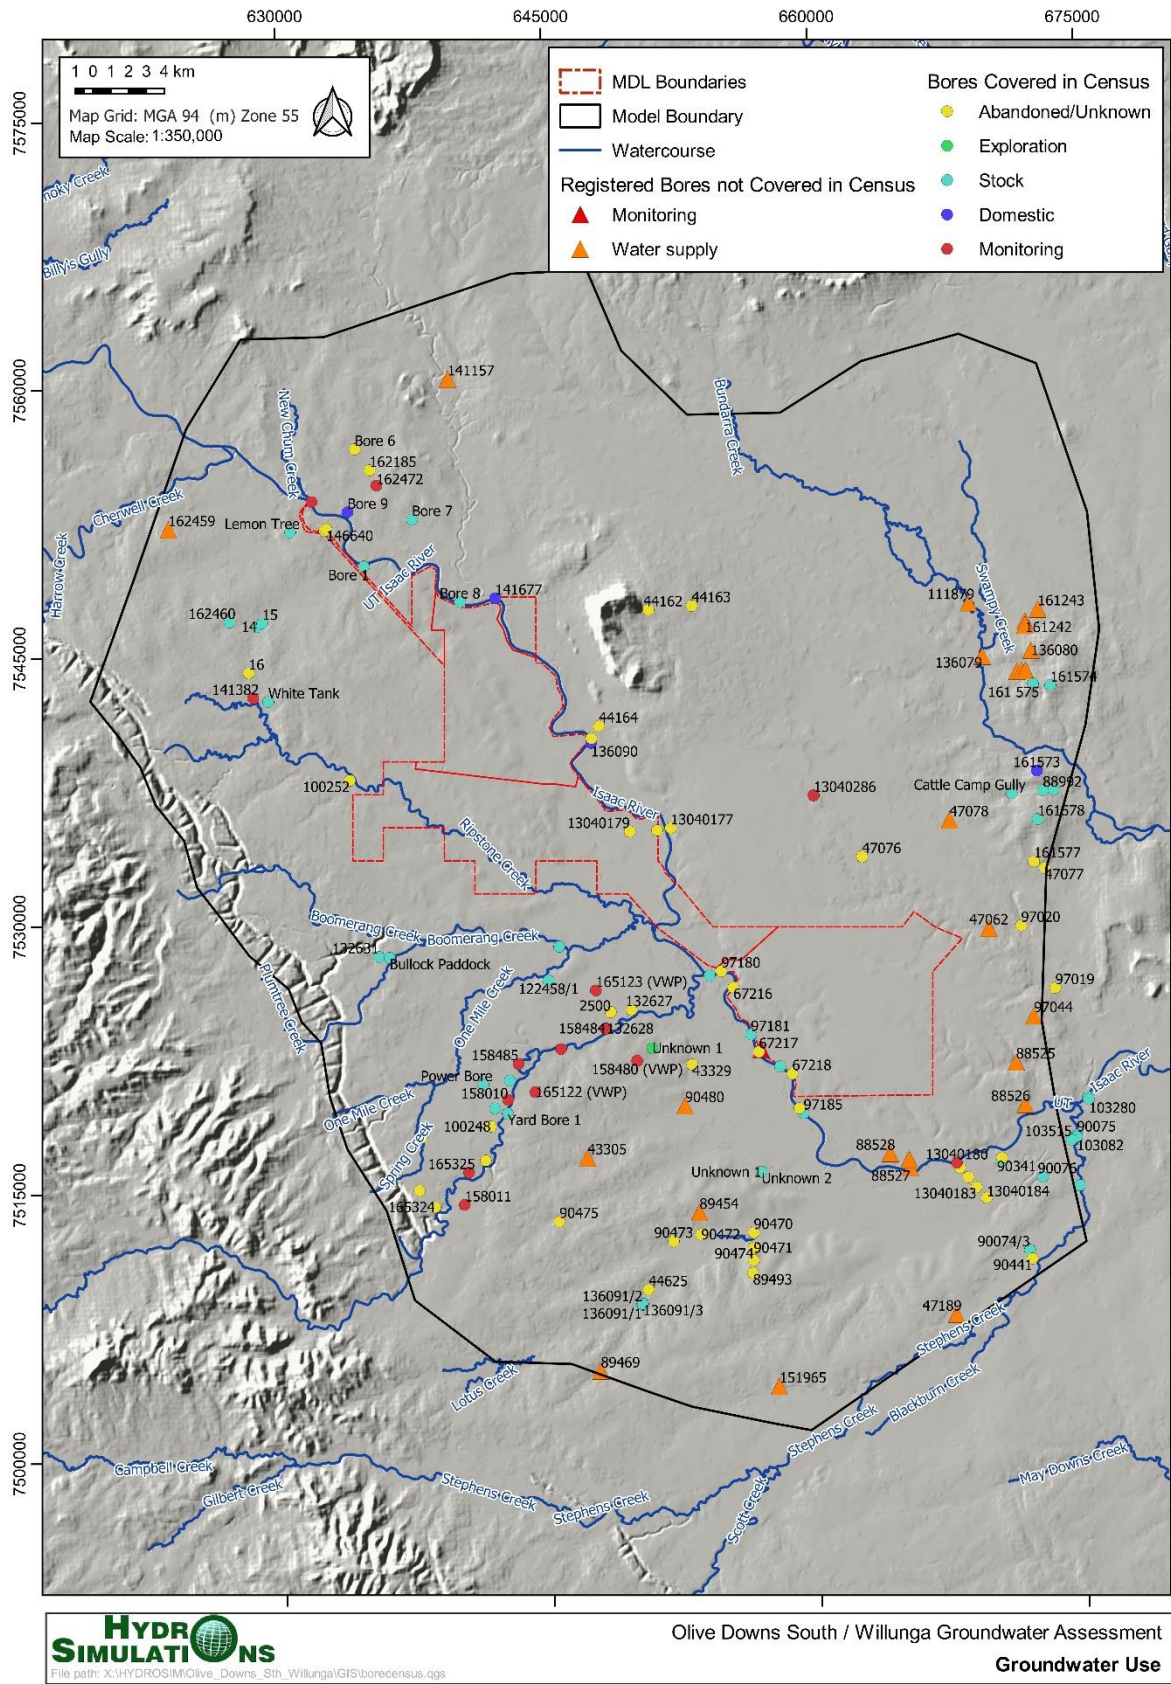 630000
645000
660000
675000
1 0 1 2 3 4 km
Map Grid: MGA 94 (m) Zone 55
Map Scale: 1:350,000
MDL Boundaries
Model Boundary
Watercourse
Registered Bores not Covered in Census
Monitoring
Water supply
Bores Covered in Census
Abandoned/Unknown
Exploration
Stock
Domestic
Monitoring
7575000
7560000
7545000
7530000
7515000
7500000
noky Creek
Billy's Gully
141157
New Chum Creek
Bundarra Creek
Bore 6
162185
162472
Bore 9
Bore 7
Cherwell Creek
162459
Lemon Tree
146640
Harrow Creek
Bore 1
UT Isaac River
Bore 8
141677
44162
44163
111879
Swampy Creek
161243
161242
162460
15
14
136079
136080
16
161574
161 575
141382
White Tank
44164
136090
161573
100252
13040286
Cattle Camp Gully
88992
Isaac River
47078
161578
13040179
13040177
Ripstone Creek
47076
161577
47077
Boomerang Creek
Boomerang Creek
47062
97020
132631
Bullock Paddock
Plumtree Creek
One Mile Creek
122458/1
165123 (VWP)
97180
67216
97019
2500
132627
97044
158484
132628
97181
67217
Unknown 1
158485
158480 (VWP)
43329
67218
88525
Isaac River
Power Bore
158010
165122 (VWP)
90480
97185
88526
UT
103280
One Mile Creek
Yard Bore 1
100248
103515
90075
103082
Spring Creek
43305
88528
13040180
165325
Unknown 1
Unknown 2
88527
90341
90076
165324
158011
13040183
13040184
89454
90475
90473
90472
90470
90471
90474
90074/3
90441
44625
89493
136091/2
136091/1
136091/3
47189
Stephens Creek
89469
Lotus Creek
151965
Blackburn Creek
Stephens Creek
Campbell Creek
Gilbert Creek
Stephens Creek
Stephens Creek
Scott Creek
May Downs Creek
HYDRO
SIMULATIONS
File path: X:\HYDROSIM\Olive_Downs_Sth_Willunga\GIS\borecensus.qgs
Olive Downs South / Willunga Groundwater Assessment
Groundwater Use